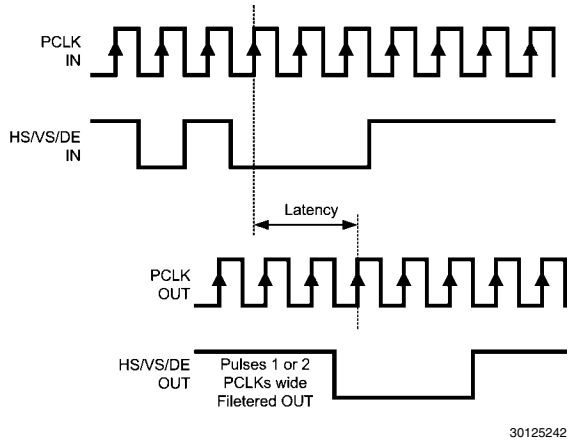 PCLK
IN
HS/VS/DE
IN
Latency
PCLK
OUT
HS/VS/DE
OUT
Pulses 1 or 2
PCLKs wide
Filetered OUT
30125242